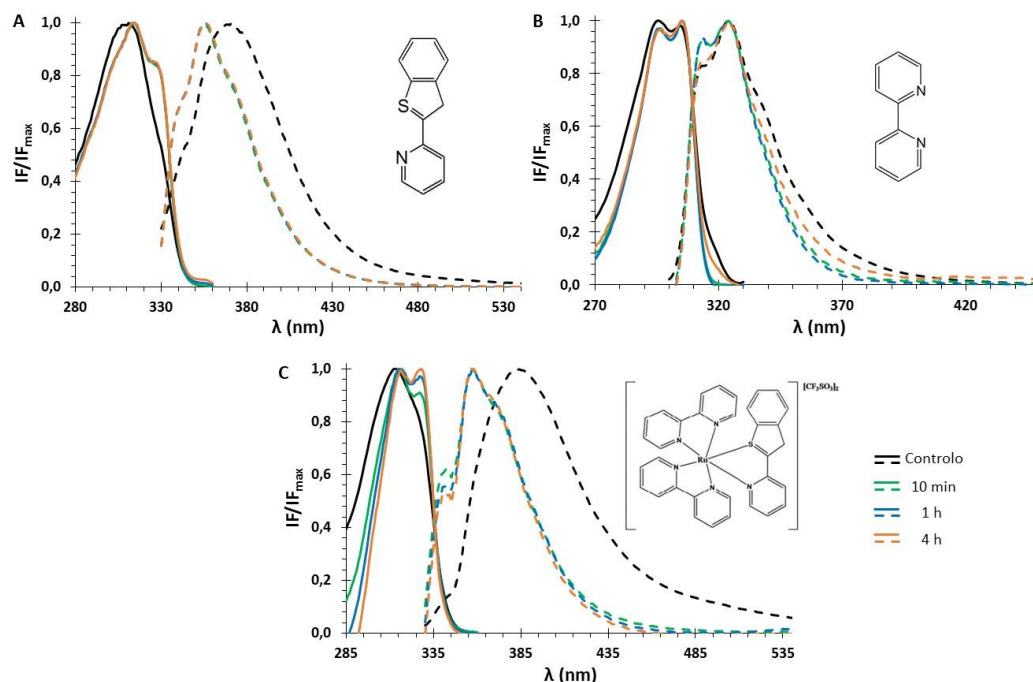 A
IF/IFmax
1,0
0,8
0,6
0,4
0,2
0,0
280 330 380 430 480 530
λ (nm)
S
N
B
IF/IFmax
1,0
0,8
0,6
0,4
0,2
0,0
270 320 370 420
λ (nm)
N
N
C
IF/IFmax
1,0
0,8
0,6
0,4
0,2
0,0
285 335 385 435 485 535
λ (nm)
[CF3SO3]2
N
N
S
Ru
N
N
N
Controlo
10 min
1 h
4 h